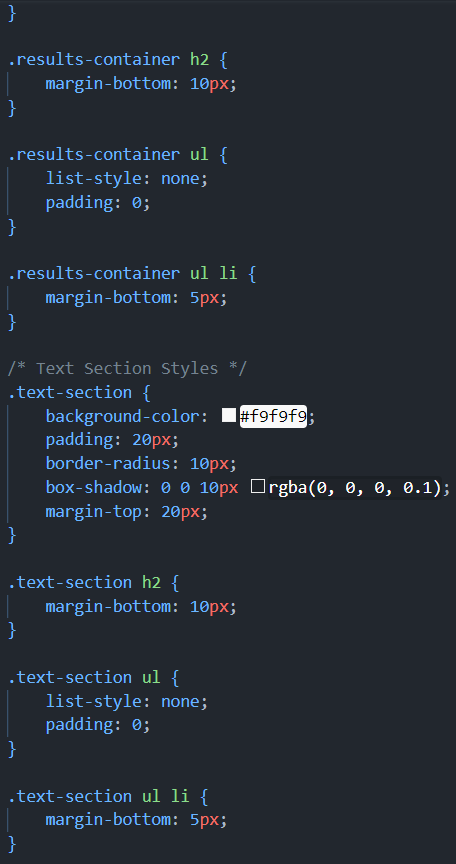 }
.results-container h2 {
margin-bottom: 10px;
}
.results-container ul {
list-style: none;
padding: 0;
}
.results-container ul li {
margin-bottom: 5px;
}
/* Text Section Styles */
.text-section {
background-color: #f9f9f9;
padding: 20px;
border-radius: 10px;
box-shadow: 0 0 10px rgba(0, 0, 0, 0.1);
margin-top: 20px;
}
.text-section h2 {
margin-bottom: 10px;
}
.text-section ul {
list-style: none;
padding: 0;
}
.text-section ul li {
margin-bottom: 5px;
}